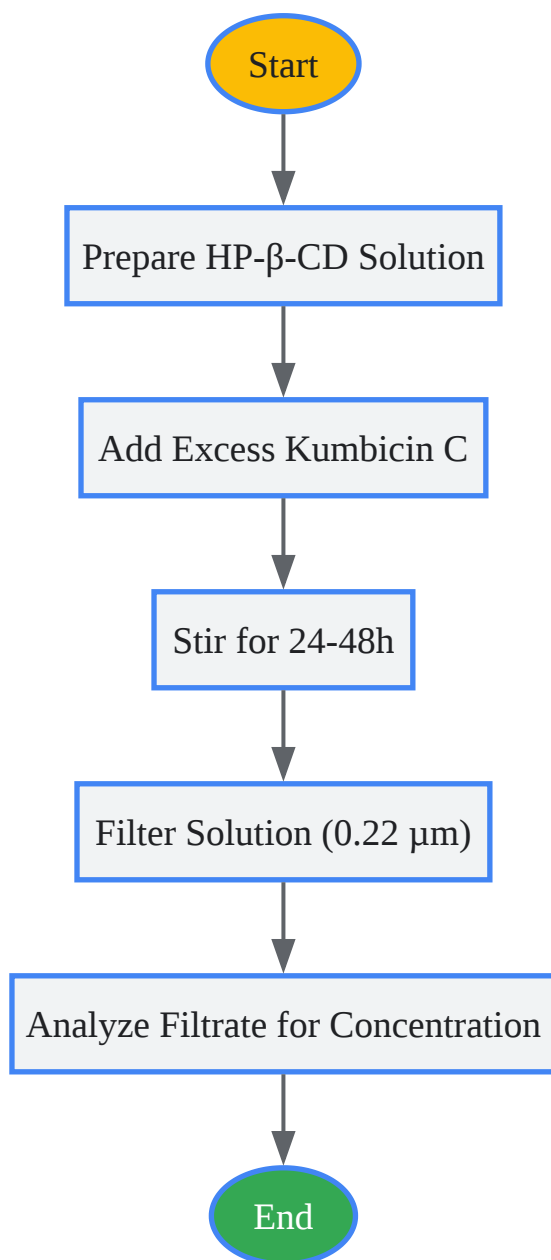 Start
Prepare HP-β-CD Solution
Add Excess Kumbicin C
Stir for 24-48h
Filter Solution (0.22 µm)
Analyze Filtrate for Concentration
End